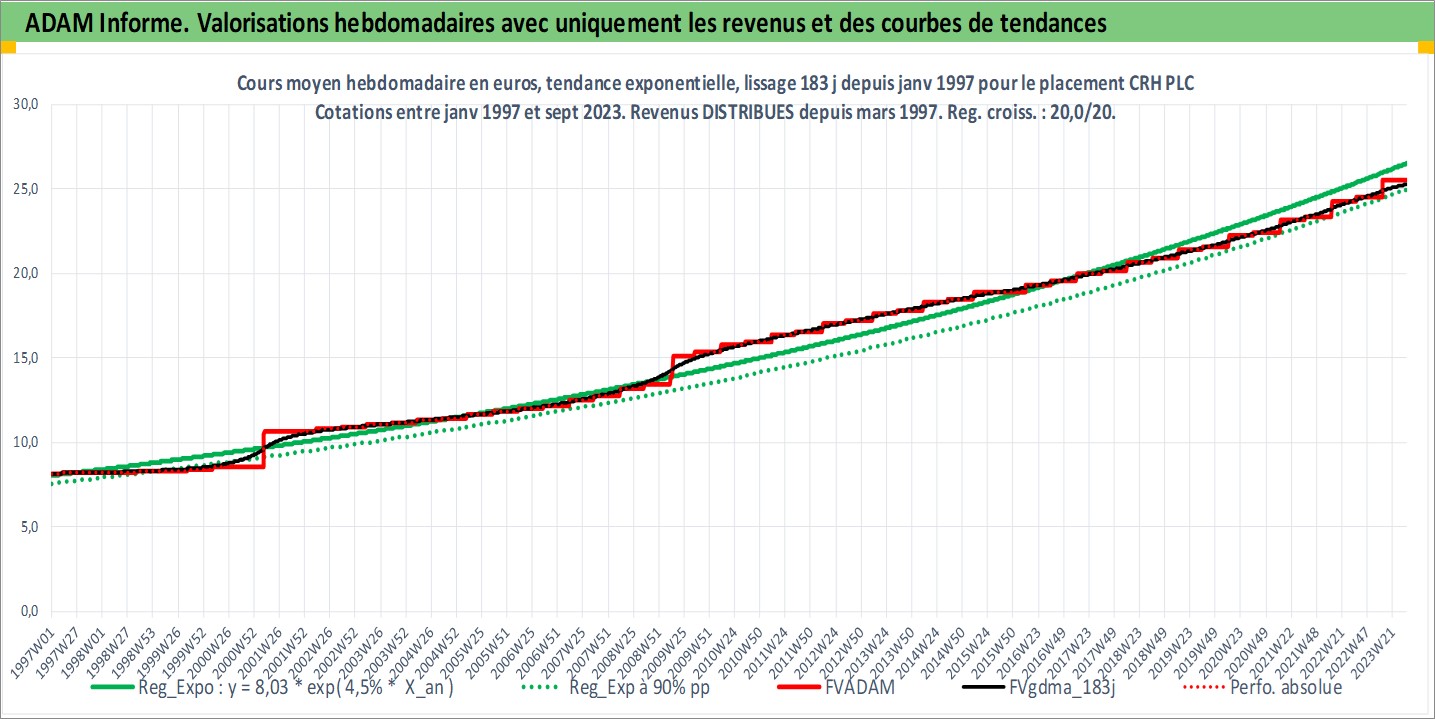 ADAM Informe. Valorisations hebdomadaires avec uniquement les revenus et des courbes de tendances
Cours moyen hebdomadaire en euros, tendance exponentielle, lissage 183 j depuis janv 1997 pour le placement CRH PLC
Cotations entre janv 1997 et sept 2023. Revenus DISTRIBUES depuis mars 1997. Reg. croiss. : 20,0/20.
30,0
25,0
20,0
15,0
10,0
5,0
0,0
1997W01
1997W27
1998W01
1998W27
1998W53
1999W26
1999W52
2000W26
2000W52
2001W26
2001W52
2002W26
2002W52
2003W26
2003W52
2004W26
2004W52
2005W25
2005W51
2006W25
2006W51
2007W25
2007W51
2008W25
2008W51
2009W25
2009W51
2010W24
2010W50
2011W24
2011W50
2012W24
2012W50
2013W24
2013W50
2014W24
2014W50
2015W24
2015W50
2016W23
2016W49
2017W23
2017W49
2018W23
2018W49
2019W23
2019W49
2020W23
2020W49
2021W22
2021W48
2022W21
2022W47
2023W21
Reg_Expo : y = 8,03 * exp( 4,5% * X_an )
Reg_Exp à 90% pp
FVADAM
FVgdma_183j
Perfo. absolue